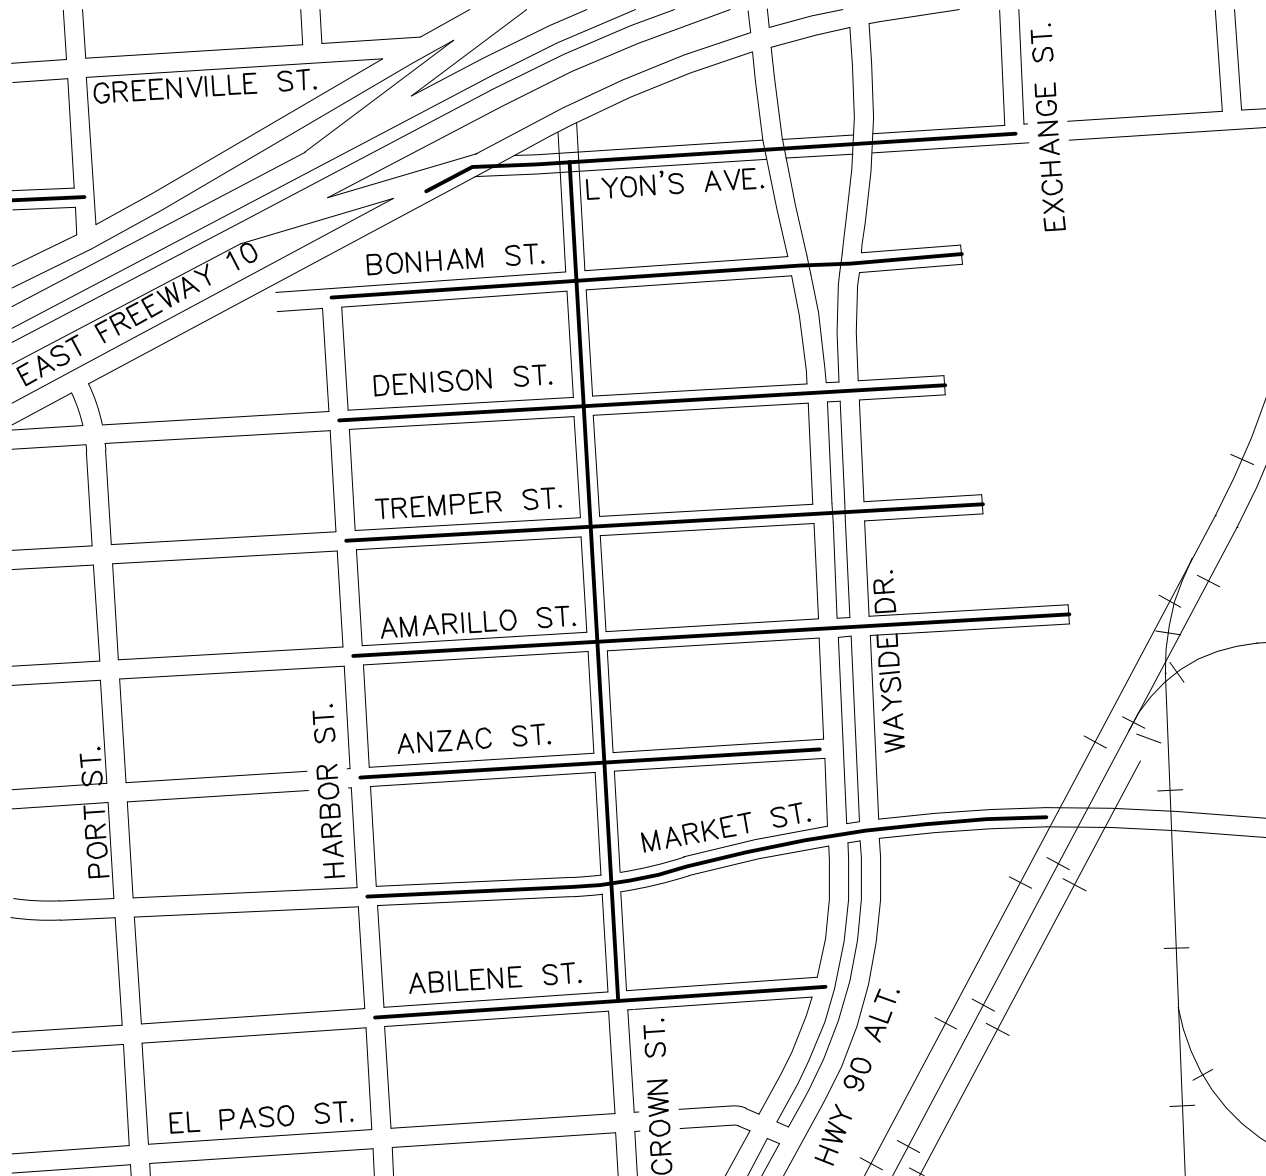 GREENVILLE ST.
EXCHANGE ST.
LYON'S AVE.
EAST FREEWAY 10
BONHAM ST.
DENISON ST.
TREMPER ST.
AMARILLO ST.
WAYSIDE DR.
ANZAC ST.
HARBOR ST.
PORT ST.
MARKET ST.
ABILENE ST.
HWY 90 ALT.
CROWN ST.
EL PASO ST.